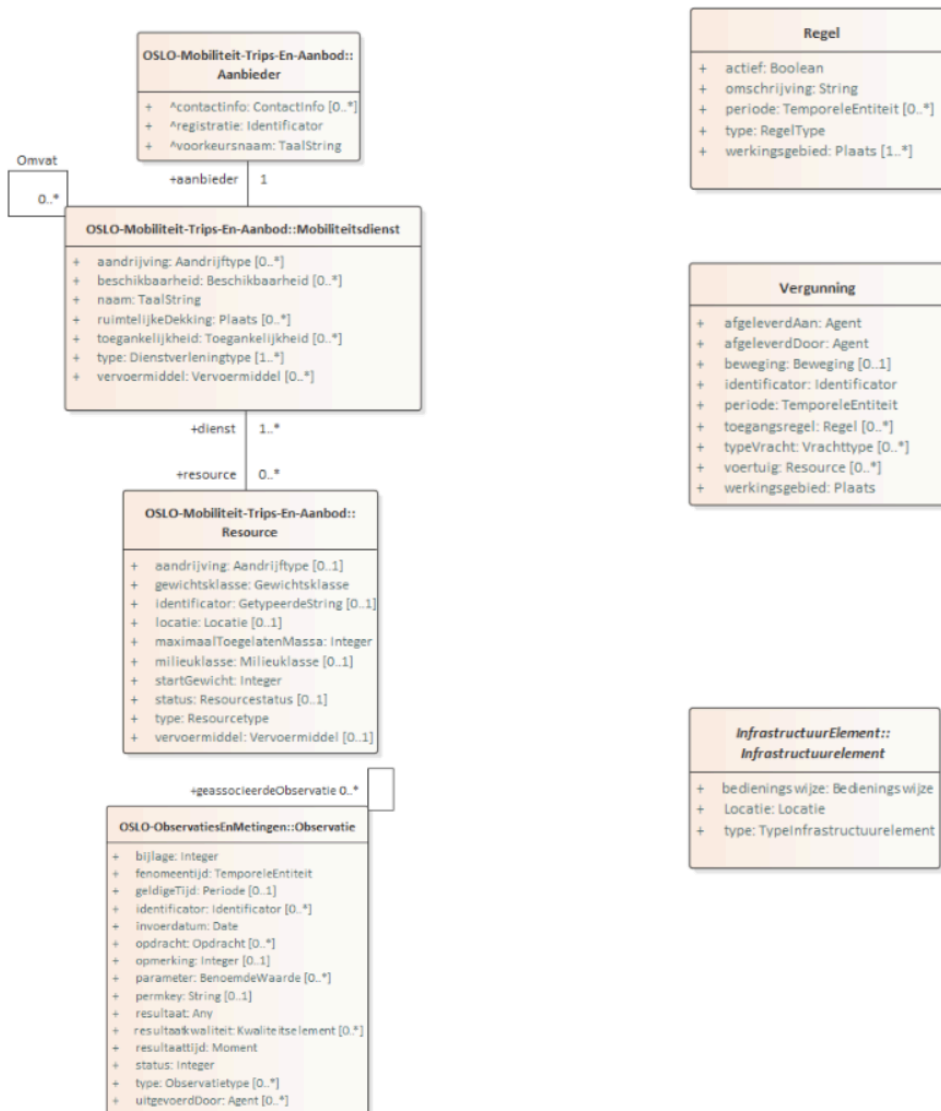 OSLO-Mobiliteit-Trips-En-Aanbod::
Aanbieder
+ ^contactinfo: ContactInfo [0..*]
+ ^registratie: Identificator
+ ^voorkeursnaam: TaalString
Omvat
0..*
+aanbieder 1
OSLO-Mobiliteit-Trips-En-Aanbod::Mobiliteitsdienst
+ aandrijving: Aandrijftype [0..*]
+ beschikbaarheid: Beschikbaarheid [0..*]
+ naam: TaalString
+ ruimtelijkeDekking: Plaats [0..*]
+ toegankelijkheid: Toegankelijkheid [0..*]
+ type: Dienstverleningtype [1..*]
+ vervoermiddel: Vervoermiddel [0..*]
+dienst 1..*
+resource 0..*
OSLO-Mobiliteit-Trips-En-Aanbod::
Resource
+ aandrijving: Aandrijftype [0..1]
+ gewichtsklasse: Gewichtsklasse
+ identificator: GetypeerdeString [0..1]
+ locatie: Locatie [0..1]
+ maximaalToegelatenMassa: Integer
+ milieuklasse: Milieuklasse [0..1]
+ startGewicht: Integer
+ status: Resourcestatus [0..1]
+ type: Resourcetype
+ vervoermiddel: Vervoermiddel [0..1]
+geassocieerdeObservatie 0..*
OSLO-ObservatiesEnMetingen::Observatie
+ bijlage: Integer
+ fenomeentijd: TemporeleEntiteit
+ geldigeTijd: Periode [0..1]
+ identificator: Identificator [0..*]
+ invoerdatum: Date
+ opdracht: Opdracht [0..*]
+ opmerking: Integer [0..1]
+ parameter: BenoemdeWaarde [0..*]
+ permkey: String [0..1]
+ resultaat: Any
+ resultaatkwaliteit: Kwaliteitselement [0..*]
+ resultaattijd: Moment
+ status: Integer
+ type: Observatietype [0..*]
+ uitgevoerdDoor: Agent [0..*]
Regel
+ actief: Boolean
+ omschrijving: String
+ periode: TemporeleEntiteit [0..*]
+ type: RegelType
+ werkingsgebied: Plaats [1..*]
Vergunning
+ afgeleverdAan: Agent
+ afgeleverdDoor: Agent
+ beweging: Beweging [0..1]
+ identificator: Identificator
+ periode: TemporeleEntiteit
+ toegangsregel: Regel [0..*]
+ typeVracht: Vrachttype [0..*]
+ voertuig: Resource [0..*]
+ werkingsgebied: Plaats
InfrastructuurElement::
Infrastructuurelement
+ bedieningswijze: Bedieningswijze
+ Locatie: Locatie
+ type: TypeInfrastructuurelement